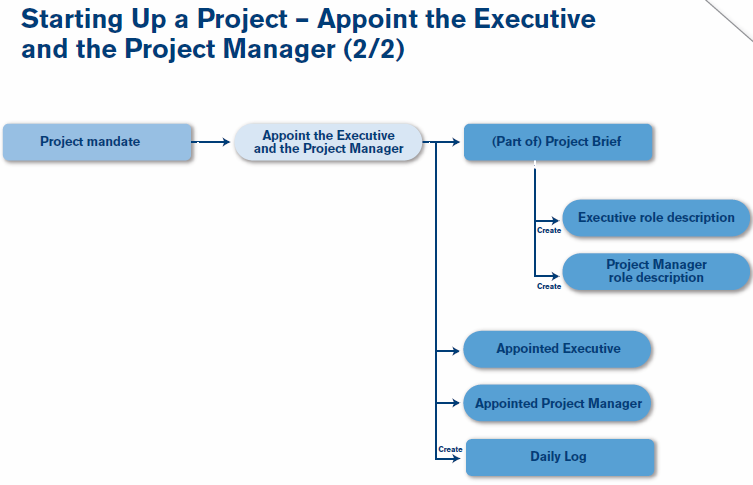 Starting Up a Project – Appoint the Executive
and the Project Manager (2/2)
Project mandate
Appoint the Executive
and the Project Manager
(Part of) Project Brief
Create
Executive role description
Create
Project Manager
role description
Appointed Executive
Appointed Project Manager
Create
Daily Log